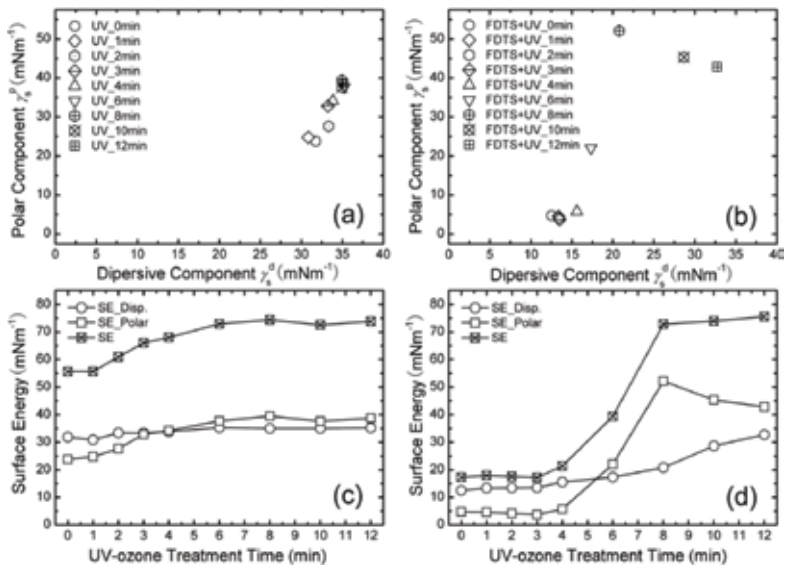 60
50
40
30
20
10
0
Polar Component γ_s^p (mNm⁻¹)
UV_0min
UV_1min
UV_2min
UV_3min
UV_4min
UV_6min
UV_8min
UV_10min
UV_12min
(a)
0 5 10 15 20 25 30 35 40
Dipersive Component γ_s^d (mNm⁻¹)
60
50
40
30
20
10
0
Polar Component γ_s^p (mNm⁻¹)
FDTS+UV_0min
FDTS+UV_1min
FDTS+UV_2min
FDTS+UV_3min
FDTS+UV_4min
FDTS+UV_6min
FDTS+UV_8min
FDTS+UV_10min
FDTS+UV_12min
(b)
0 5 10 15 20 25 30 35 40
Dipersive Component γ_s^d (mNm⁻¹)
80
70
60
50
40
30
20
10
0
Surface Energy (mNm⁻¹)
SE_Disp.
SE_Polar
SE
(c)
0 1 2 3 4 5 6 7 8 9 10 11 12
UV-ozone Treatment Time (min)
80
70
60
50
40
30
20
10
0
Surface Energy (mNm⁻¹)
SE_Disp.
SE_Polar
SE
(d)
0 1 2 3 4 5 6 7 8 9 10 11 12
UV-ozone Treatment Time (min)